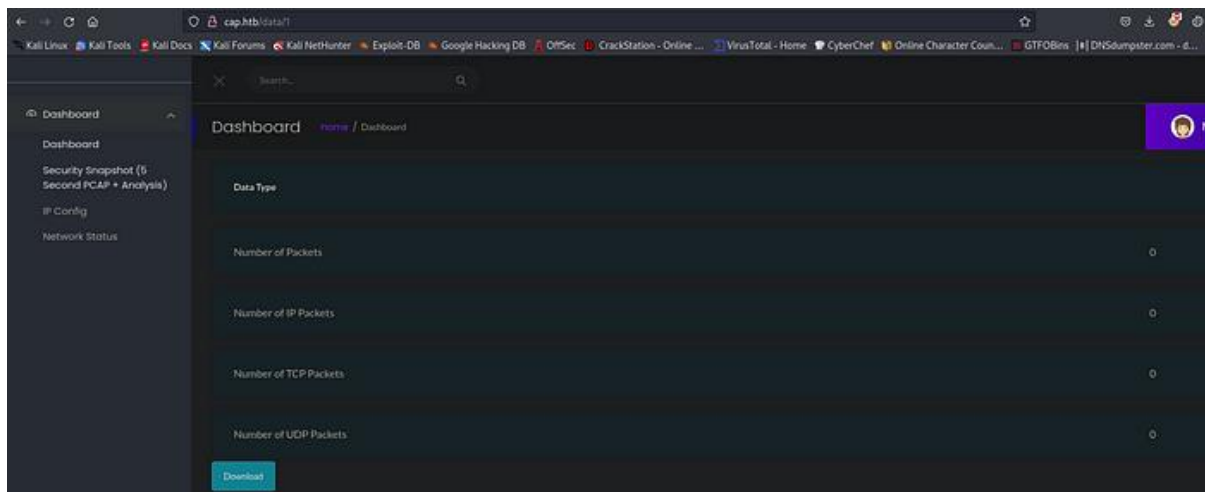 cap.htb/data/1
Kali Linux Kali Tools Kali Docs Kali Forums Kali NetHunter Exploit-DB Google Hacking DB OffSec CrackStation - Online ... VirusTotal - Home CyberChef Online Character Coun... GTFOBins DNSdumpster.com - d...
Search...
Dashboard
Dashboard
Security Snapshot (5
Second PCAP + Analysis)
IP Config
Network Status
Dashboard Home / Dashboard
Data Type
Number of Packets 0
Number of IP Packets 0
Number of TCP Packets 0
Number of UDP Packets 0
Download